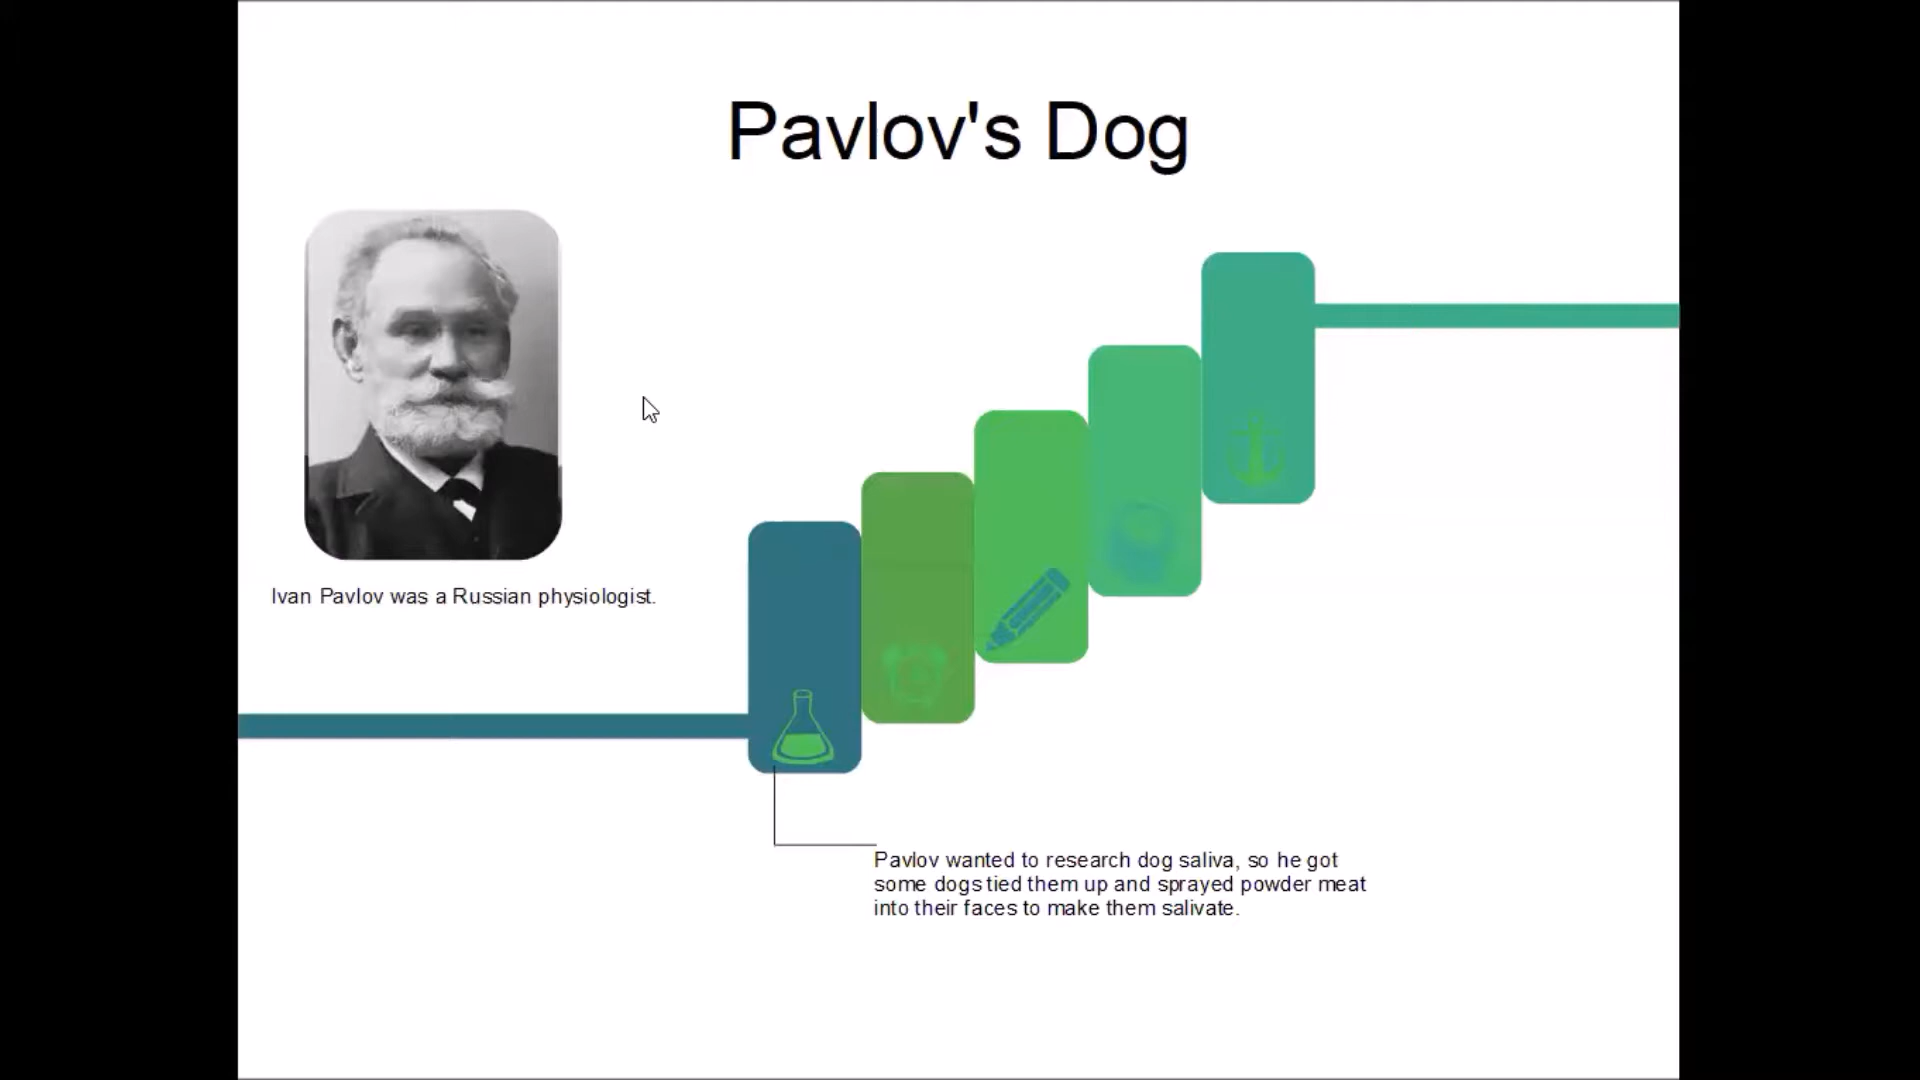 Pavlov's Dog
Ivan Pavlov was a Russian physiologist.
Pavlov wanted to research dog saliva, so he got
some dogs tied them up and sprayed powder meat
into their faces to make them salivate.